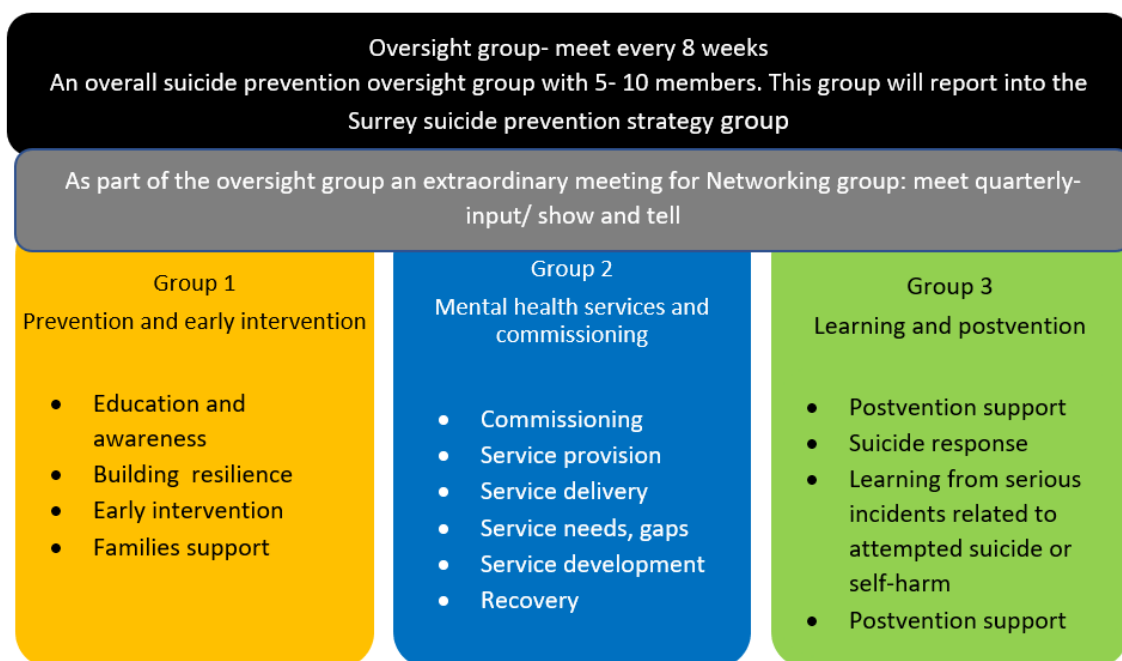 Oversight group- meet every 8 weeks
An overall suicide prevention oversight group with 5- 10 members. This group will report into the
Surrey suicide prevention strategy group
As part of the oversight group an extraordinary meeting for Networking group: meet quarterly-
input/ show and tell
Group 1
Prevention and early intervention
• Education and
awareness
• Building  resilience
• Early intervention
• Families support
Group 2
Mental health services and
commissioning
• Commissioning
• Service provision
• Service delivery
• Service needs, gaps
• Service development
• Recovery
Group 3
Learning and postvention
• Postvention support
• Suicide response
• Learning from serious
incidents related to
attempted suicide or
self-harm
• Postvention support